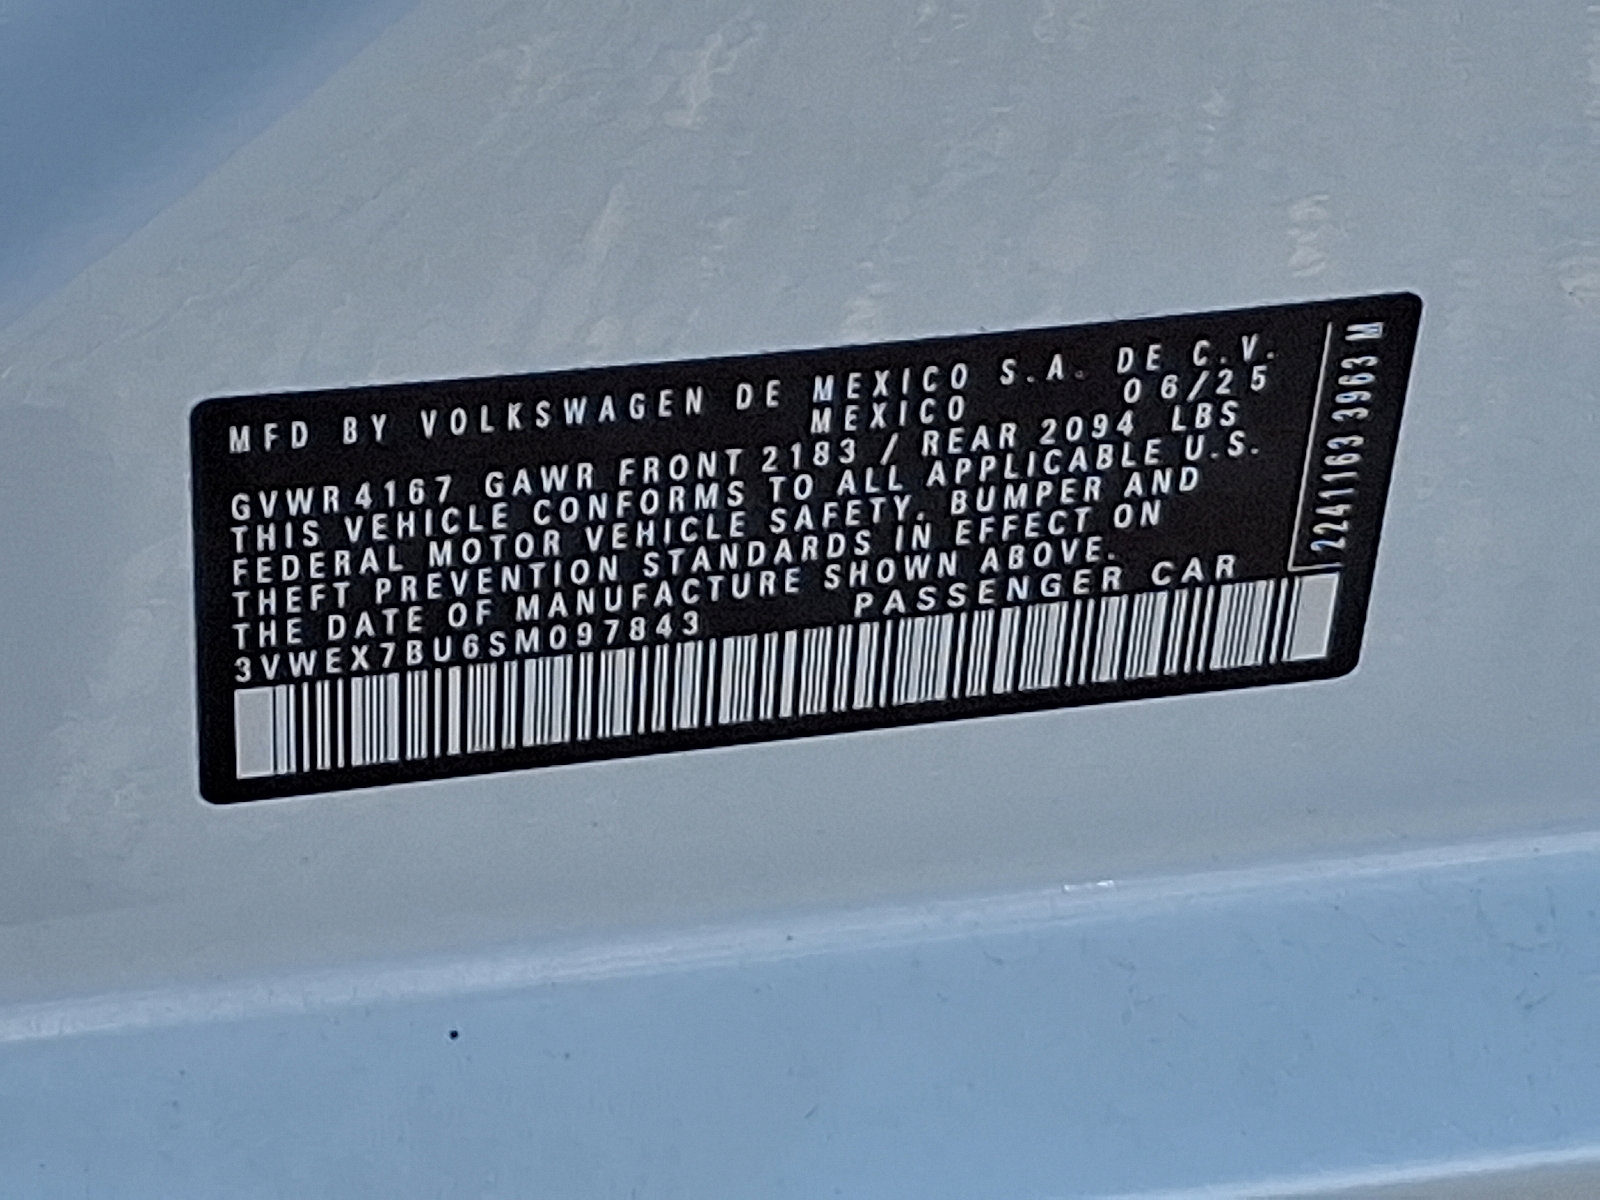 MFD BY VOLKSWAGEN DE MEXICO S.A. DE C.V.
MEXICO 06/25
GVWR 4167 GAWR FRONT 2183 / REAR 2094 LBS
THIS VEHICLE CONFORMS TO ALL APPLICABLE U.S.
FEDERAL MOTOR VEHICLE SAFETY, BUMPER AND
THEFT PREVENTION STANDARDS IN EFFECT ON
THE DATE OF MANUFACTURE SHOWN ABOVE.
3VWEX7BU6SM097843 PASSENGER CAR
2241163 3963 M